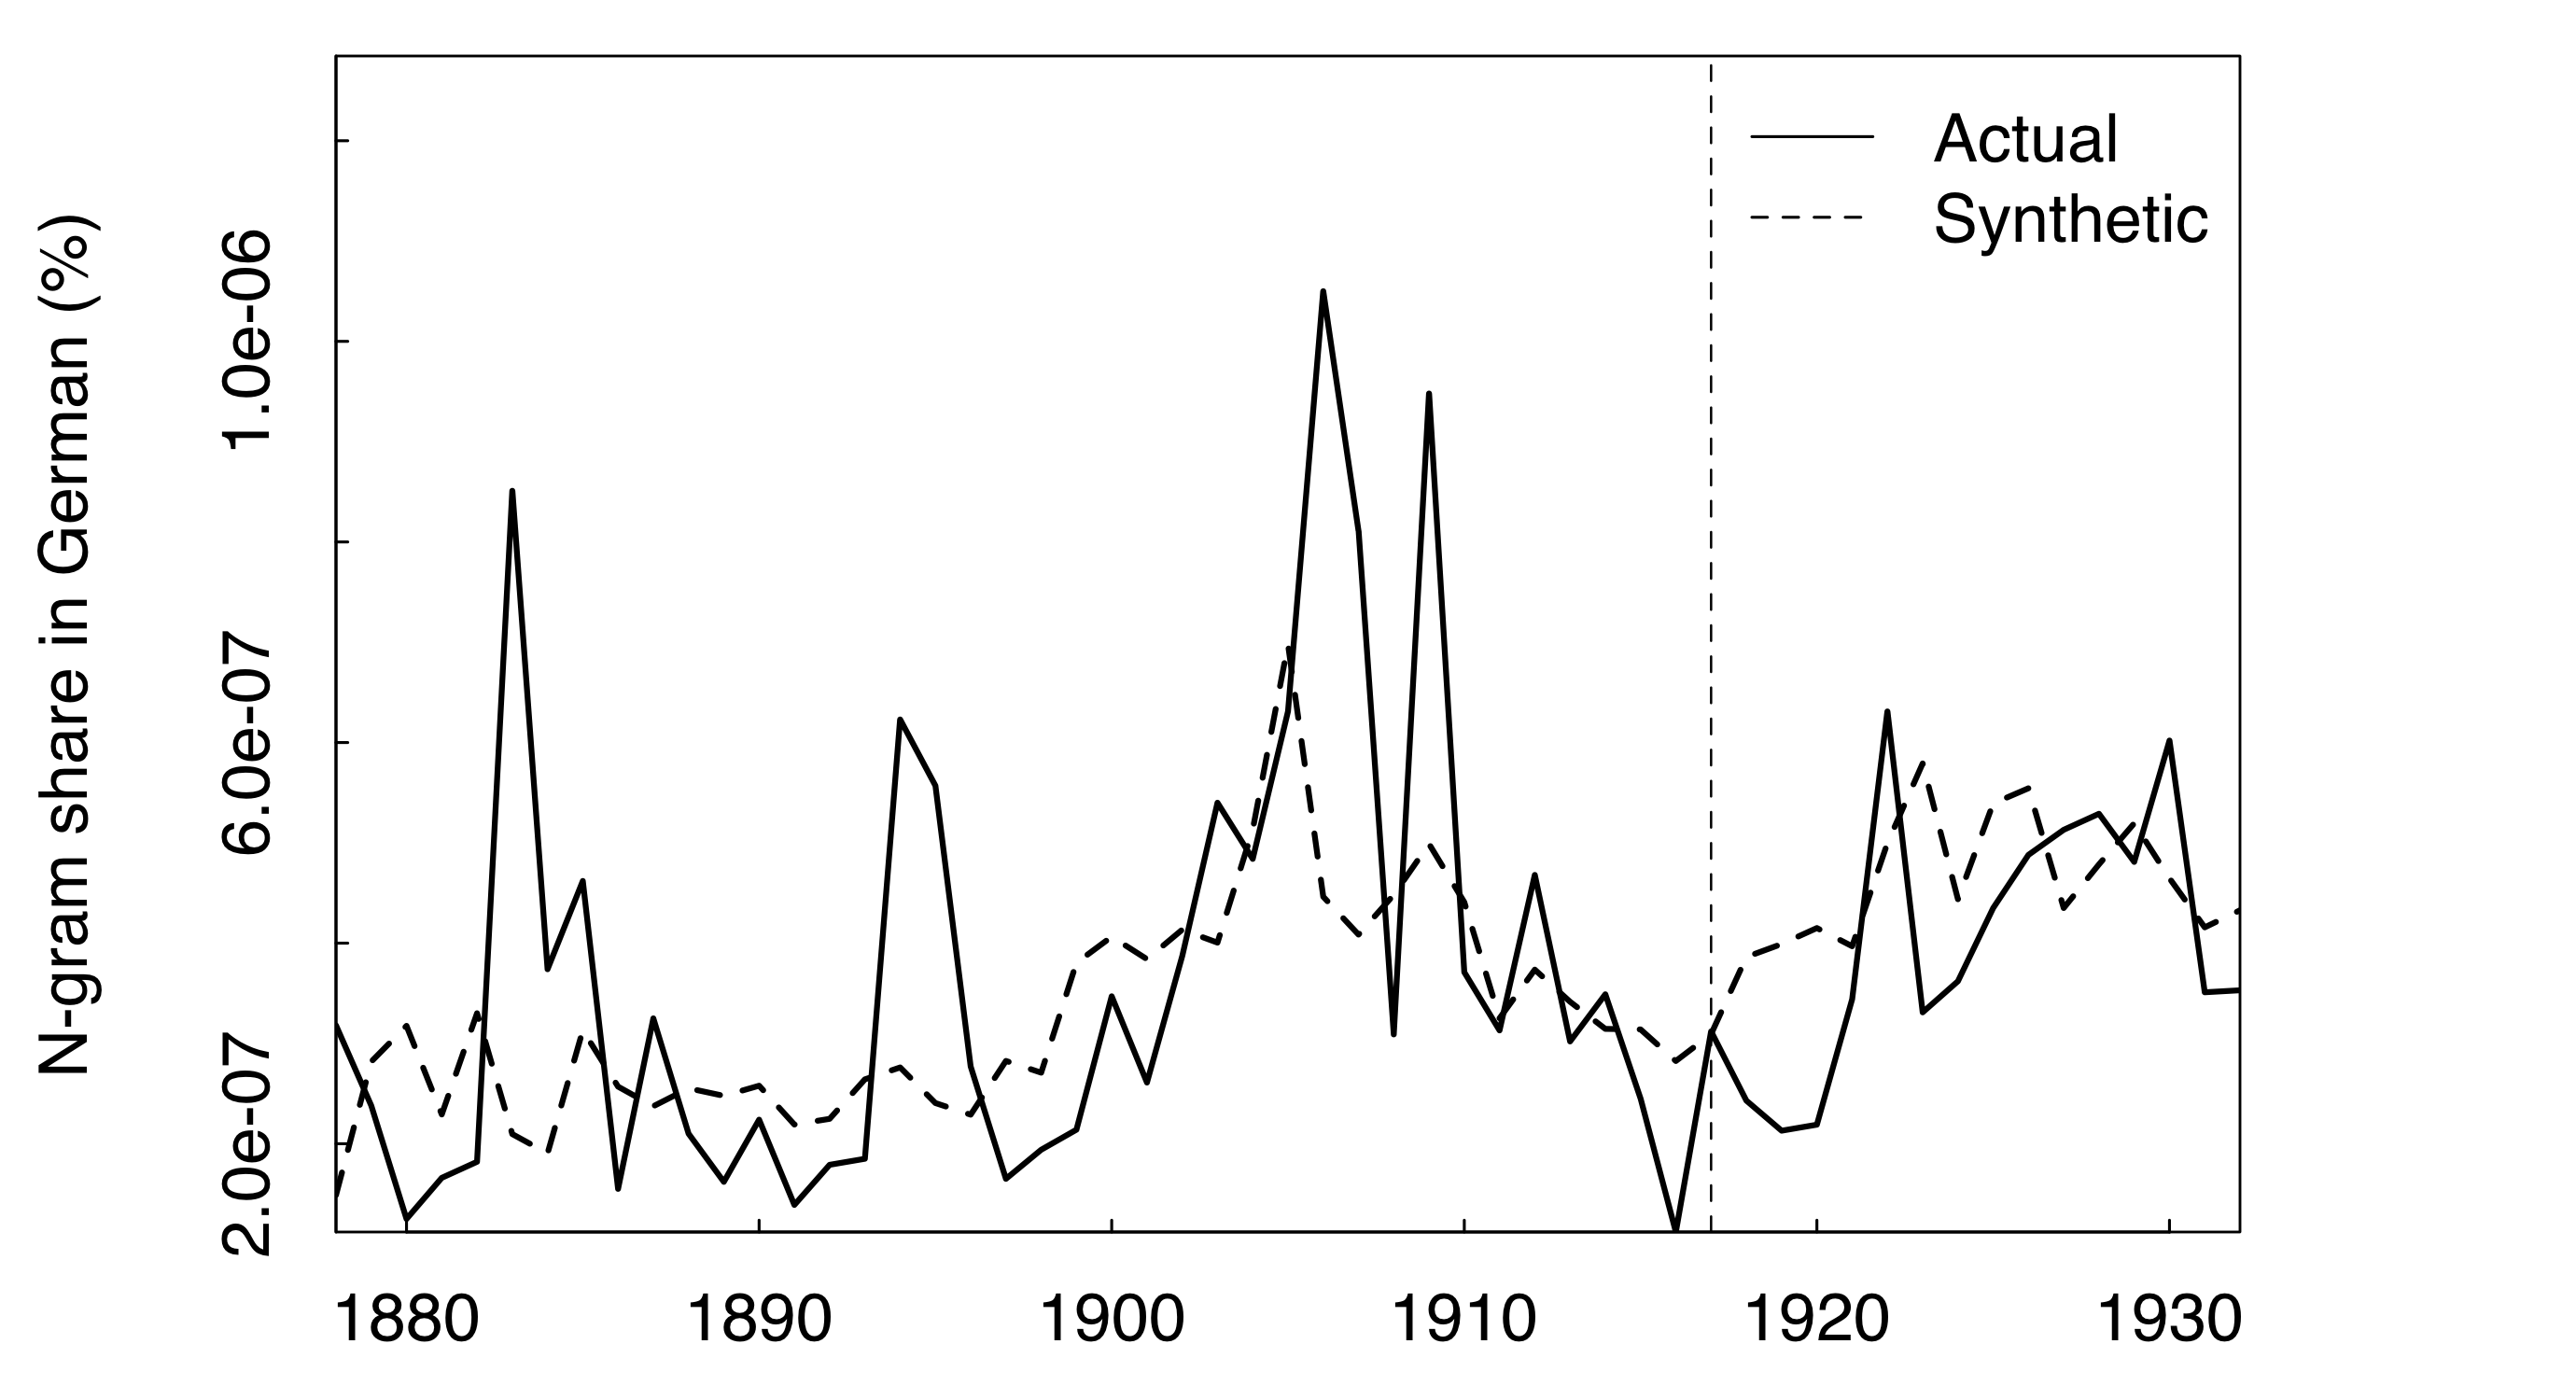 N-gram share in German (%)
1.0e-06
6.0e-07
2.0e-07
Actual
Synthetic
1880 1890 1900 1910 1920 1930